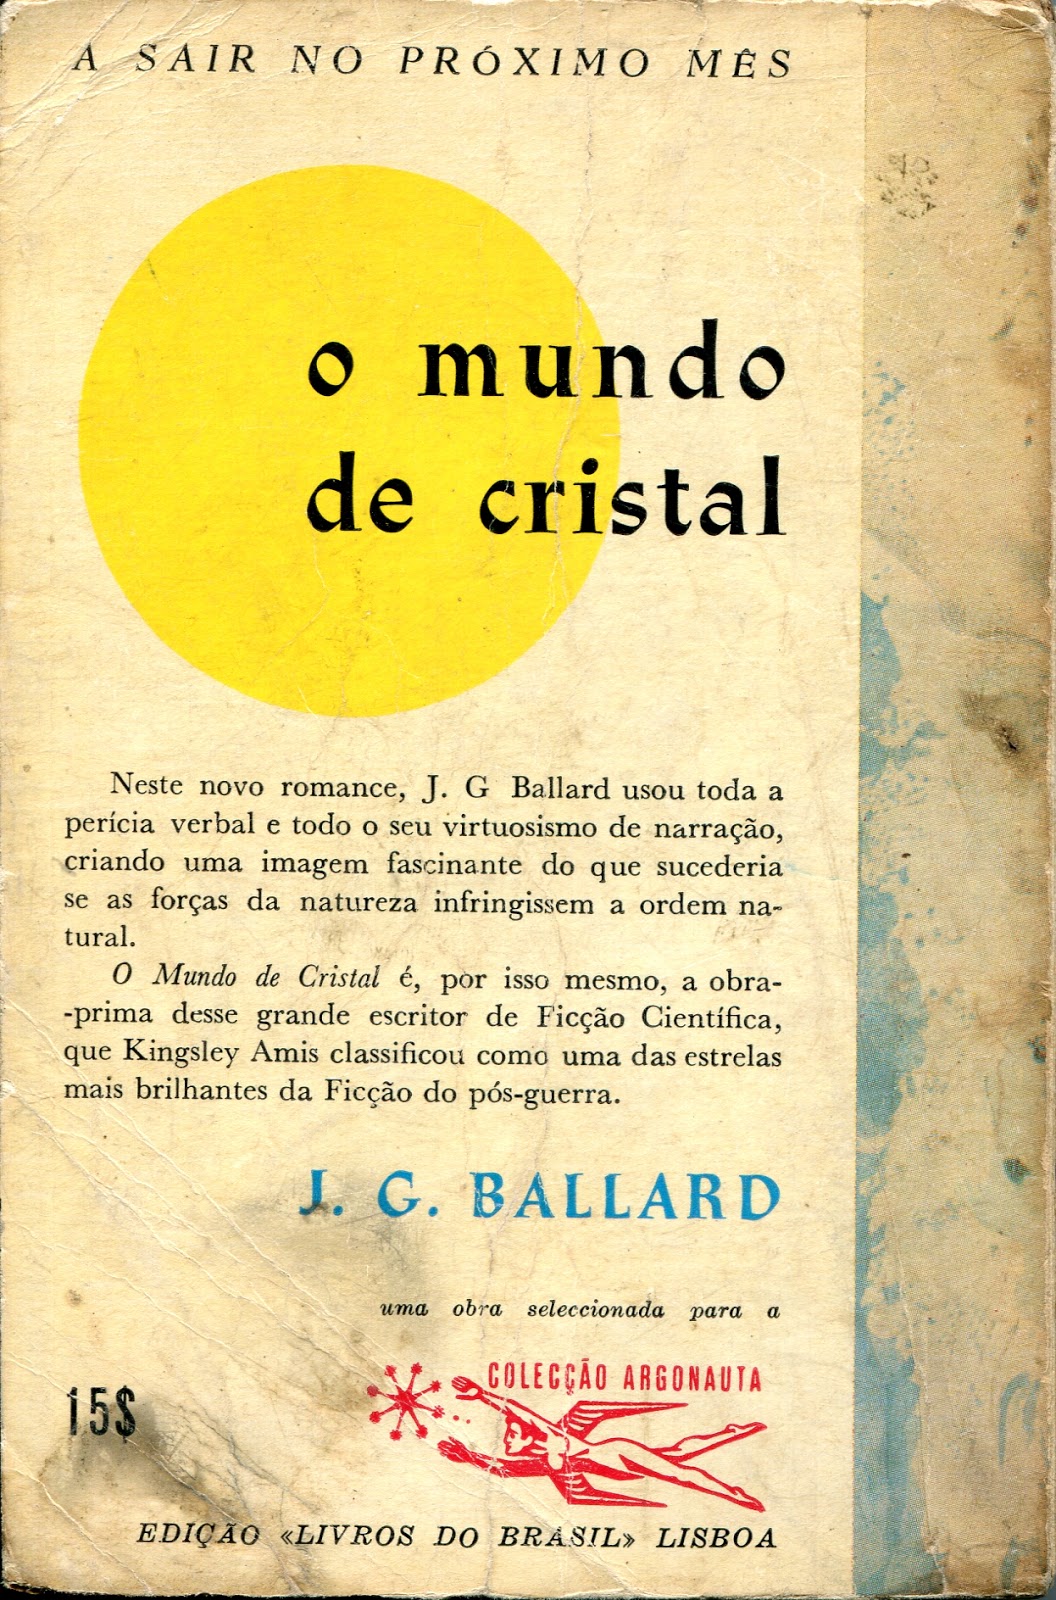 A SAIR NO PRÓXIMO MÊS
o mundo
de cristal
Neste novo romance, J. G Ballard usou toda a
perícia verbal e todo o seu virtuosismo de narração,
criando uma imagem fascinante do que sucederia
se as forças da natureza infringissem a ordem na-
tural.
O Mundo de Cristal é, por isso mesmo, a obra-
-prima desse grande escritor de Ficção Científica,
que Kingsley Amis classificou como uma das estrelas
mais brilhantes da Ficção do pós-guerra.
J. G. BALLARD
uma obra seleccionada para a
COLECÇÃO ARGONAUTA
15$
EDIÇÃO «LIVROS DO BRASIL» LISBOA